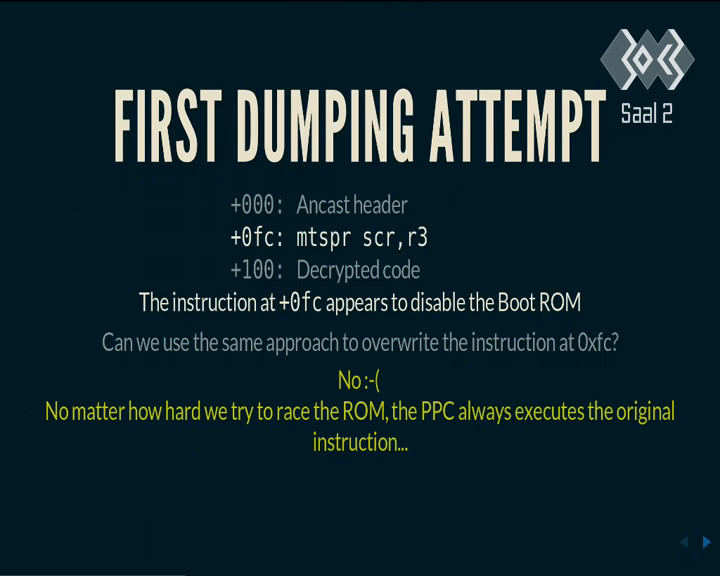 FIRST DUMPING ATTEMPT
Saal 2
+000: Ancast header
+0fc: mtspr scr,r3
+100: Decrypted code
The instruction at +0fc appears to disable the Boot ROM
Can we use the same approach to overwrite the instruction at 0xfc?
No :-(
No matter how hard we try to race the ROM, the PPC always executes the original
instruction...